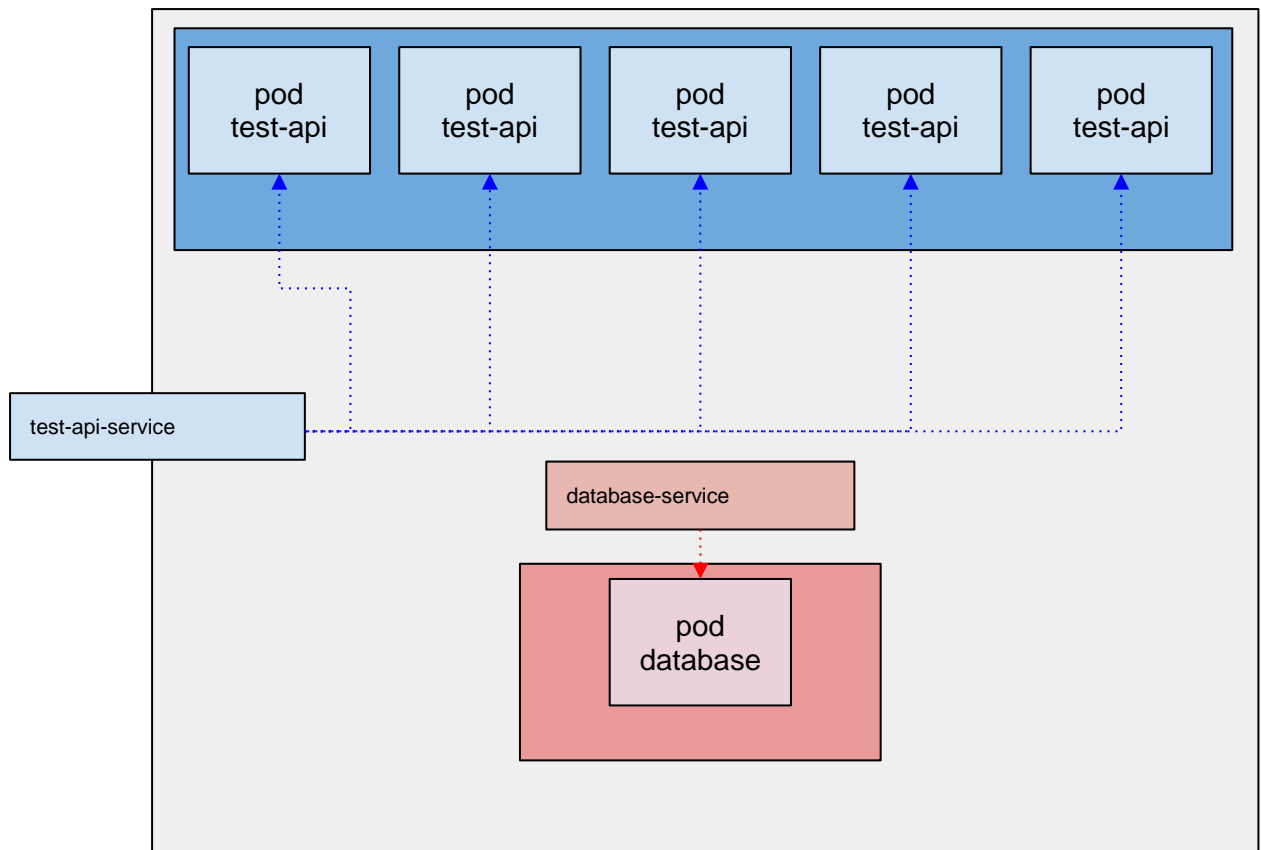 pod
test-api
pod
test-api
pod
test-api
pod
test-api
pod
test-api
test-api-service
database-service
pod
database